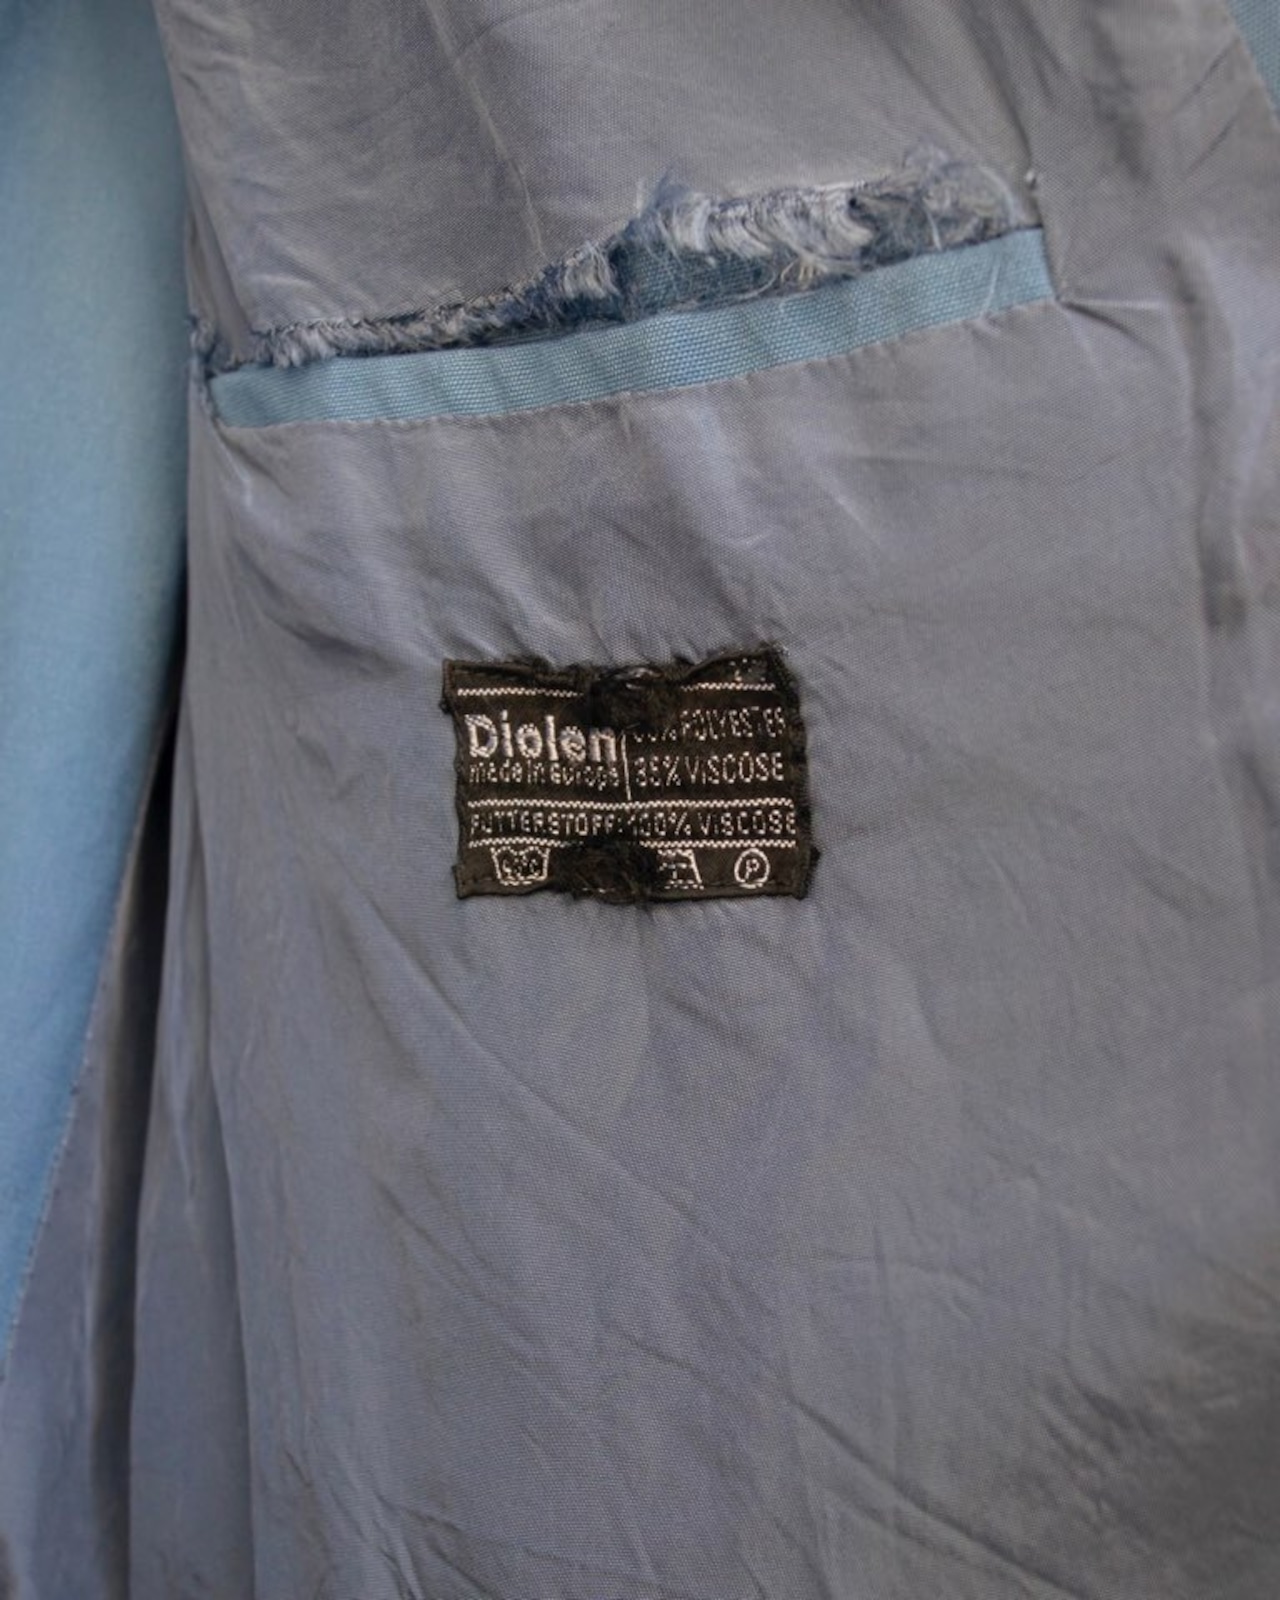 Diolen
made in europe
% POLYESTER
35% VISCOSE
FUTTERSTOFF: 100% VISCOSE
P